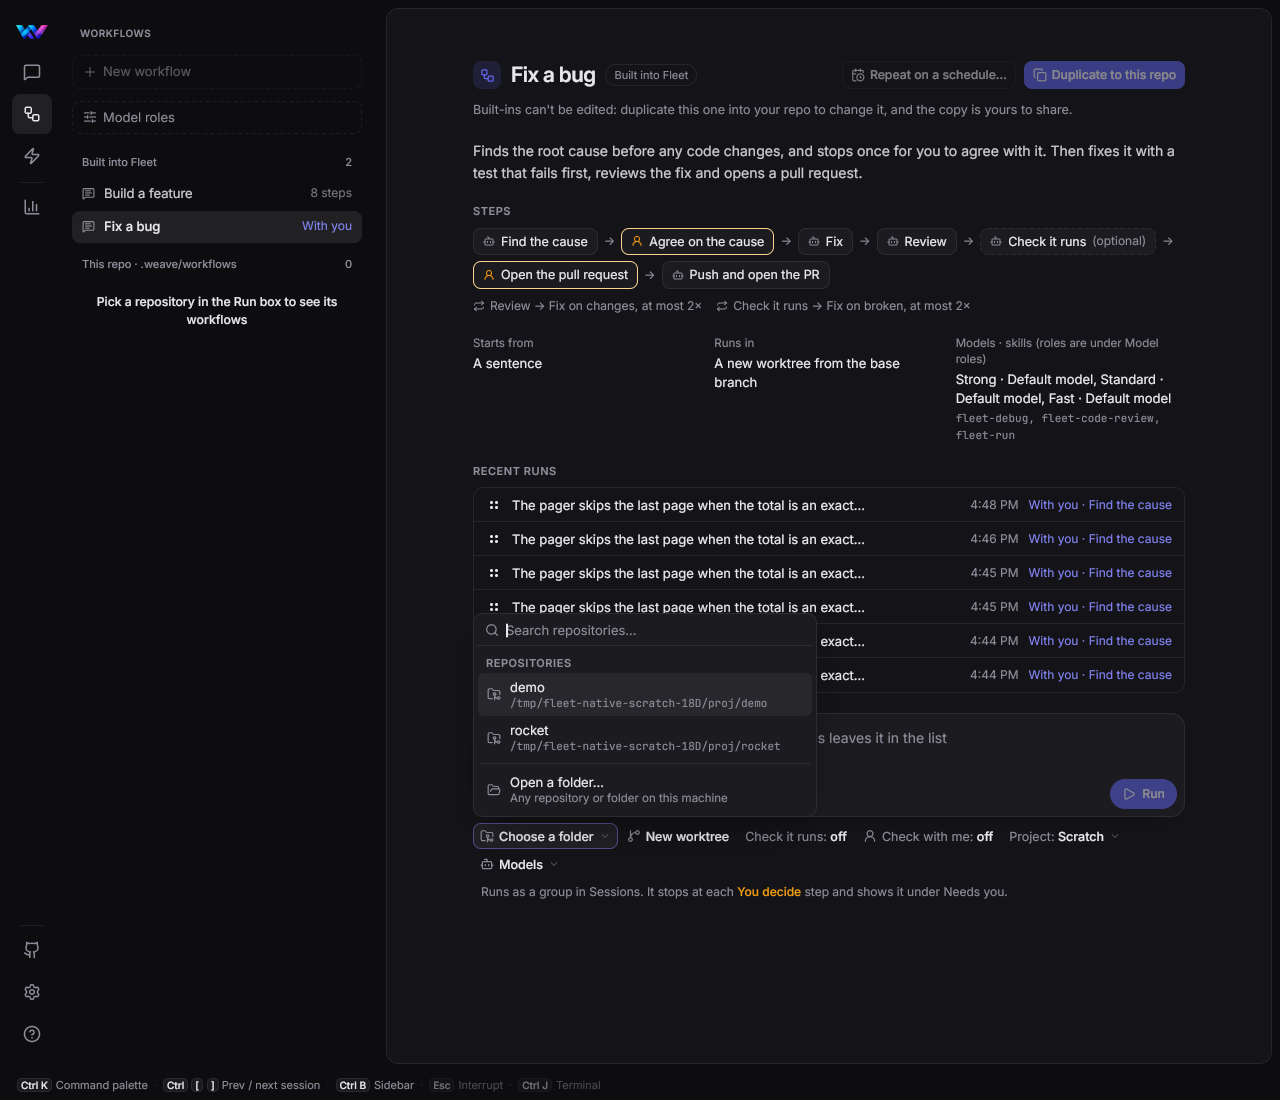 WORKFLOWS
New workflow
Model roles
Built into Fleet 2
Build a feature 8 steps
Fix a bug With you
This repo · .weave/workflows 0
Pick a repository in the Run box to see its
workflows
Fix a bug Built into Fleet Repeat on a schedule... Duplicate to this repo
Built-ins can't be edited: duplicate this one into your repo to change it, and the copy is yours to share.
Finds the root cause before any code changes, and stops once for you to agree with it. Then fixes it with a
test that fails first, reviews the fix and opens a pull request.
STEPS
Find the cause → Agree on the cause → Fix → Review → Check it runs (optional) →
Open the pull request → Push and open the PR
Review → Fix on changes, at most 2× Check it runs → Fix on broken, at most 2×
Starts from
A sentence
Runs in
A new worktree from the base
branch
Models · skills (roles are under Model
roles)
Strong · Default model, Standard ·
Default model, Fast · Default model
fleet-debug, fleet-code-review,
fleet-run
RECENT RUNS
The pager skips the last page when the total is an exact... 4:48 PM With you · Find the cause
The pager skips the last page when the total is an exact... 4:46 PM With you · Find the cause
The pager skips the last page when the total is an exact... 4:45 PM With you · Find the cause
The pager skips the last page when the total is an exact... 4:45 PM With you · Find the cause
exact... 4:44 PM With you · Find the cause
exact... 4:44 PM With you · Find the cause
Search repositories...
REPOSITORIES
demo
/tmp/fleet-native-scratch-18D/proj/demo
rocket
/tmp/fleet-native-scratch-18D/proj/rocket
Open a folder...
Any repository or folder on this machine
s leaves it in the list
Run
Choose a folder New worktree Check it runs: off Check with me: off Project: Scratch
Models
Runs as a group in Sessions. It stops at each You decide step and shows it under Needs you.
Ctrl K Command palette · Ctrl [ ] Prev / next session · Ctrl B Sidebar · Esc Interrupt · Ctrl J Terminal